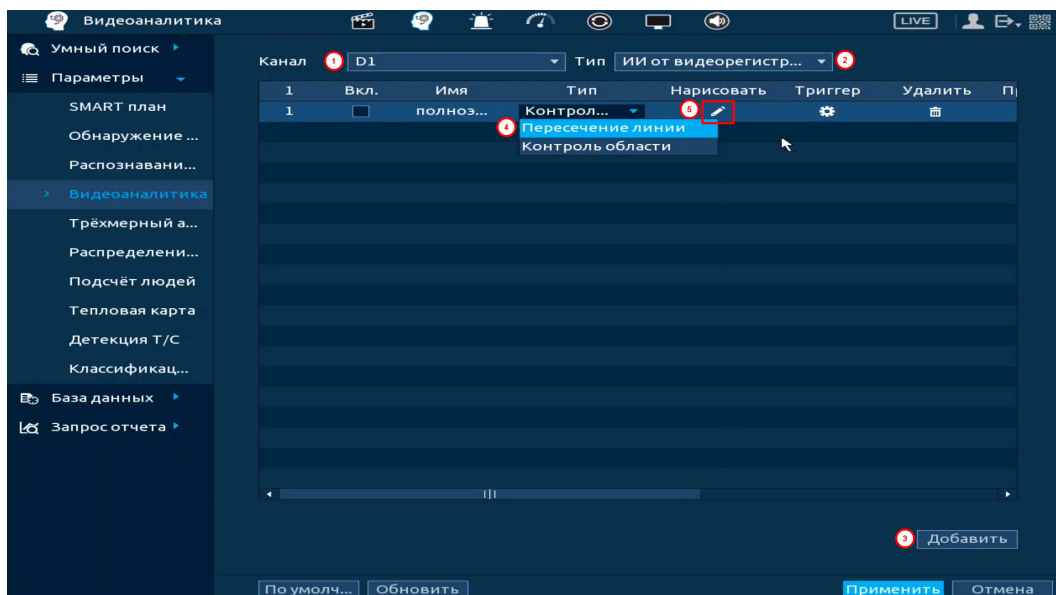 Видеоаналитика
LIVE
Умный поиск
Параметры
SMART план
Обнаружение ...
Распознавани...
Видеоаналитика
Трёхмерный а...
Распределени...
Подсчёт людей
Тепловая карта
Детекция Т/С
Классификац...
База данных
Запрос отчета
Канал 1 D1 Тип ИИ от видеорегистр... 2
1 Вкл. Имя Тип Нарисовать Триггер Удалить П
1 полноэ... Контрол... 5
4 Пересечение линии
Контроль области
3 Добавить
По умолч... Обновить Применить Отмена